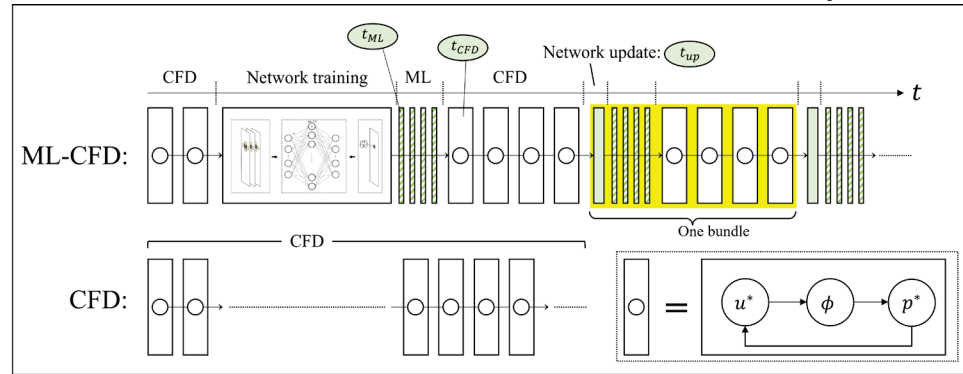 t_ML
t_CFD
Network update: t_up
CFD
Network training
ML
CFD
t
ML-CFD:
One bundle
CFD
CFD:
=
u*
ϕ
p*